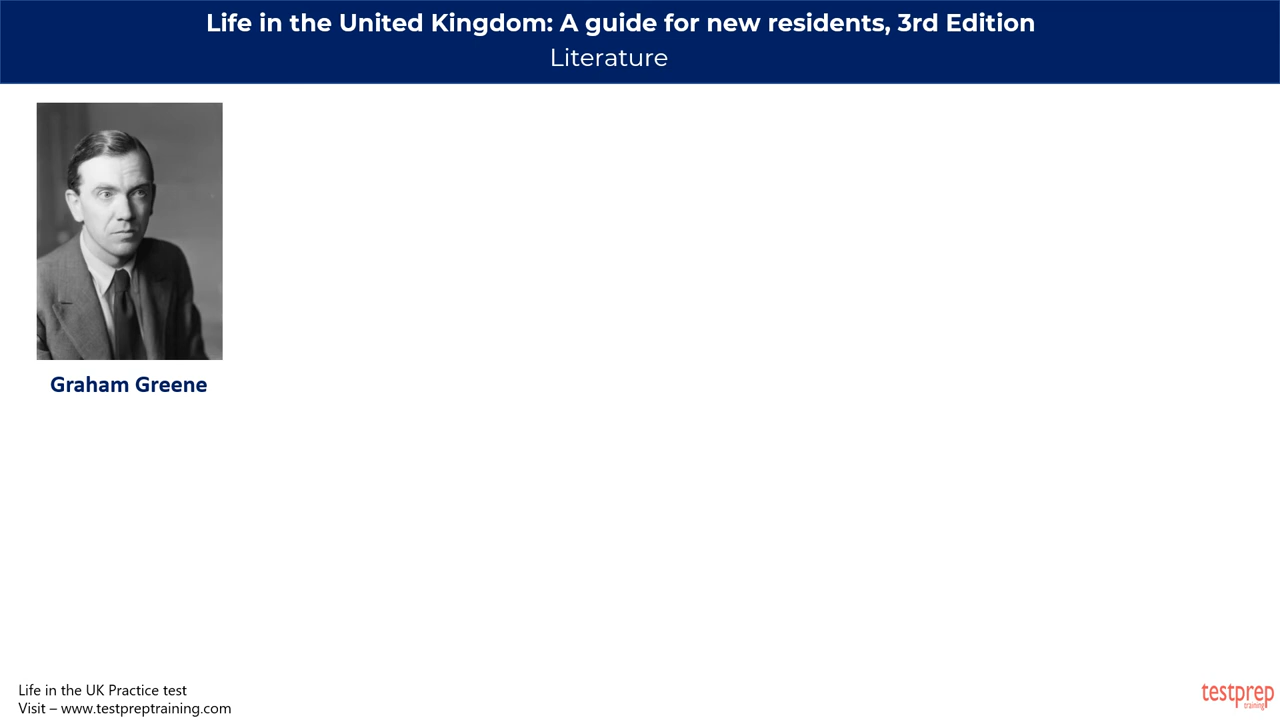 Life in the United Kingdom: A guide for new residents, 3rd Edition
Literature
Graham Greene
Life in the UK Practice test
Visit – www.testpreptraining.com
testprep
training